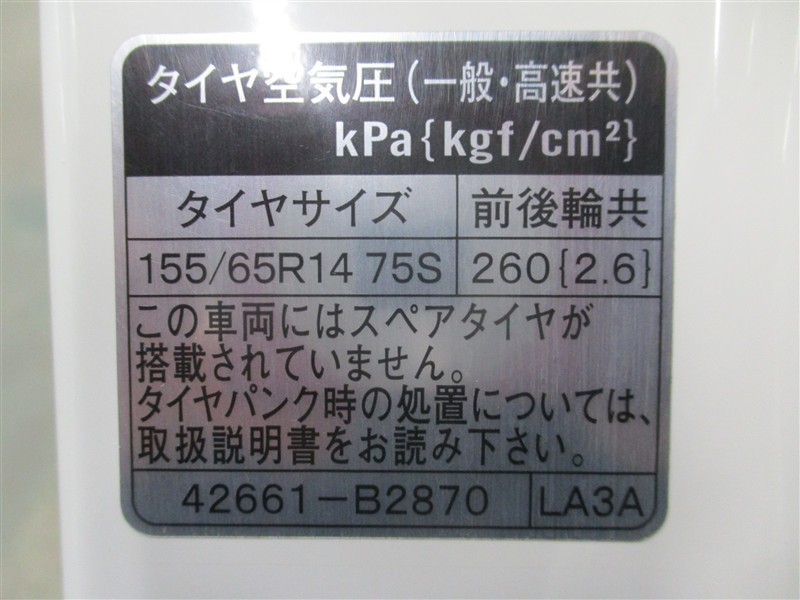 タイヤ空気圧(一般・高速共)
kPa{kgf/cm²}
タイヤサイズ 前後輪共
155/65R14 75S 260{2.6}
この車両にはスペアタイヤが
搭載されていません。
タイヤパンク時の処置については、
取扱説明書をお読み下さい。
42661-B2870 LA3A